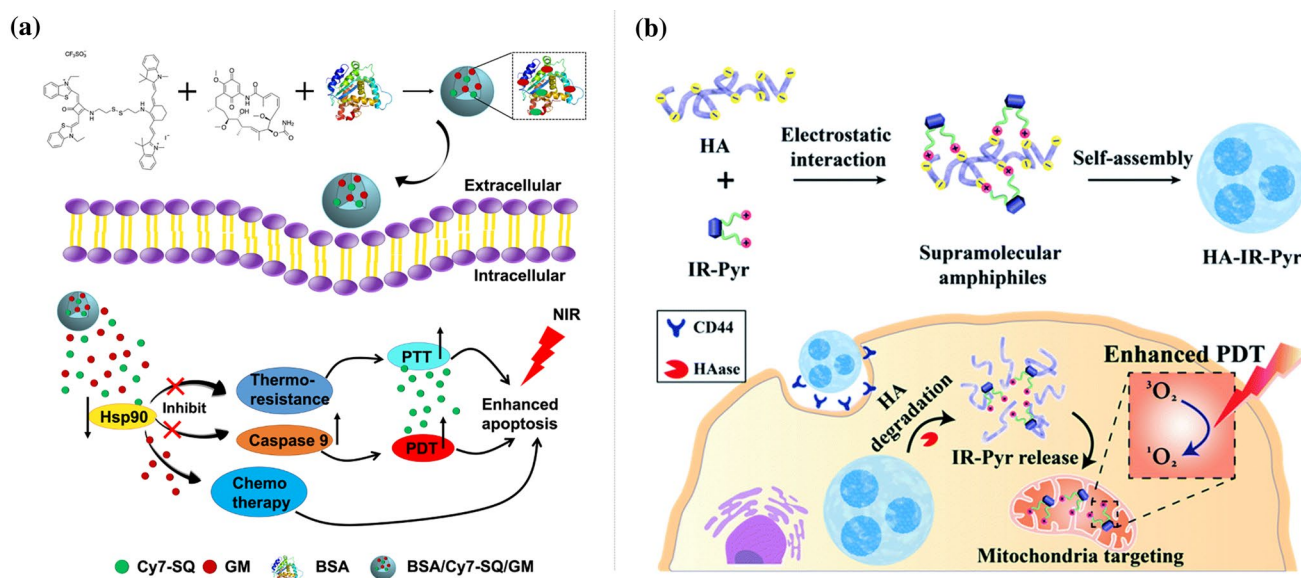 (a)
CF₃SO₃⁻
Extracellular
Intracellular
NIR
PTT
Thermo-
resistance
Hsp90
Inhibit
Enhanced
apoptosis
Caspase 9
PDT
Chemo
therapy
Cy7-SQ
GM
BSA
BSA/Cy7-SQ/GM
(b)
HA
+
IR-Pyr
Electrostatic
interaction
Supramolecular
amphiphiles
Self-assembly
HA-IR-Pyr
CD44
HAase
HA
degradation
IR-Pyr release
Enhanced PDT
³O₂
¹O₂
Mitochondria targeting